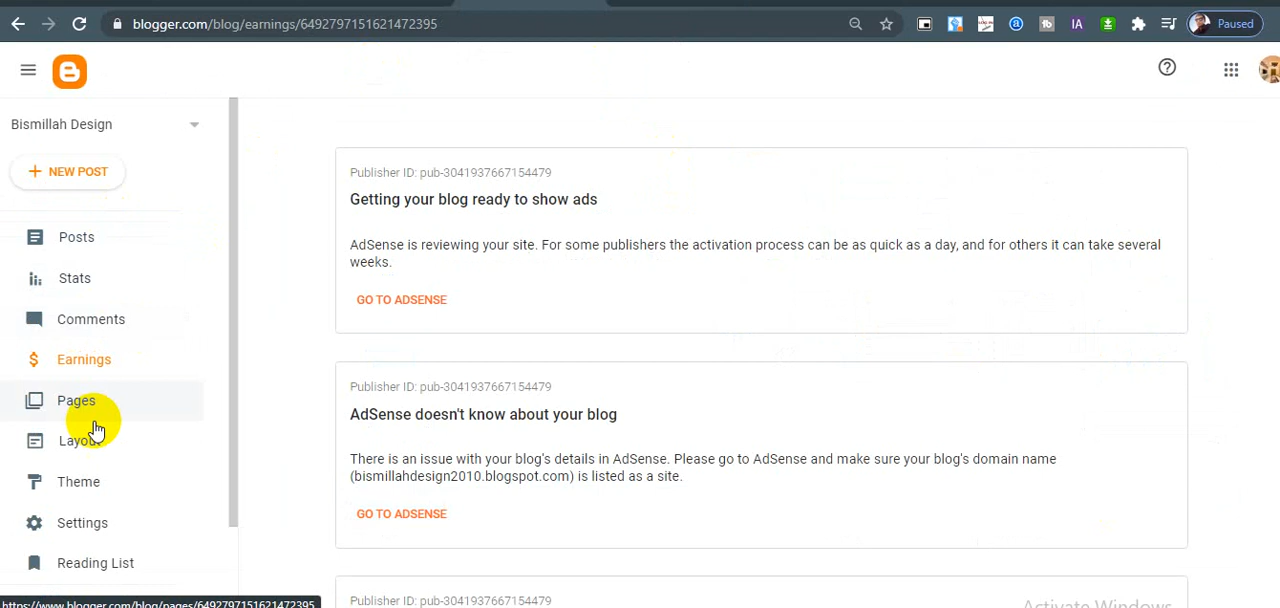 blogger.com/blog/earnings/6492797151621472395
Paused
Bismillah Design
NEW POST
Posts
Stats
Comments
Earnings
Pages
Layout
Theme
Settings
Reading List
Publisher ID: pub-3041937667154479
Getting your blog ready to show ads
AdSense is reviewing your site. For some publishers the activation process can be as quick as a day, and for others it can take several
weeks.
GO TO ADSENSE
Publisher ID: pub-3041937667154479
AdSense doesn't know about your blog
There is an issue with your blog's details in AdSense. Please go to AdSense and make sure your blog's domain name
(bismillahdesign2010.blogspot.com) is listed as a site.
GO TO ADSENSE
Publisher ID: pub-3041937667154479
Activate Windows
https://www.blogger.com/blog/pages/6492797151621472395